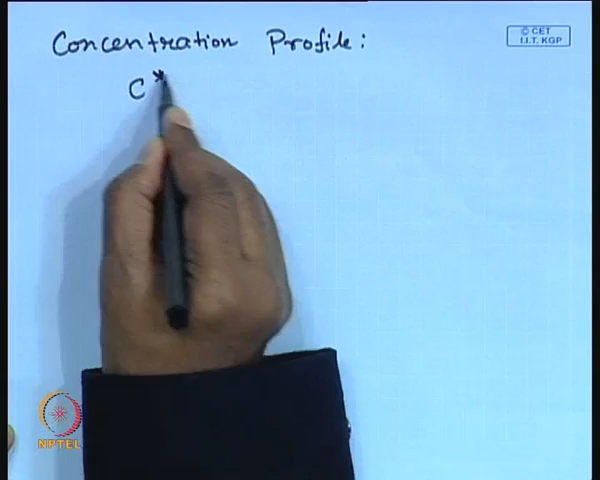 Concentration Profile:
© CET
I.I.T. KGP
C*
NPTEL